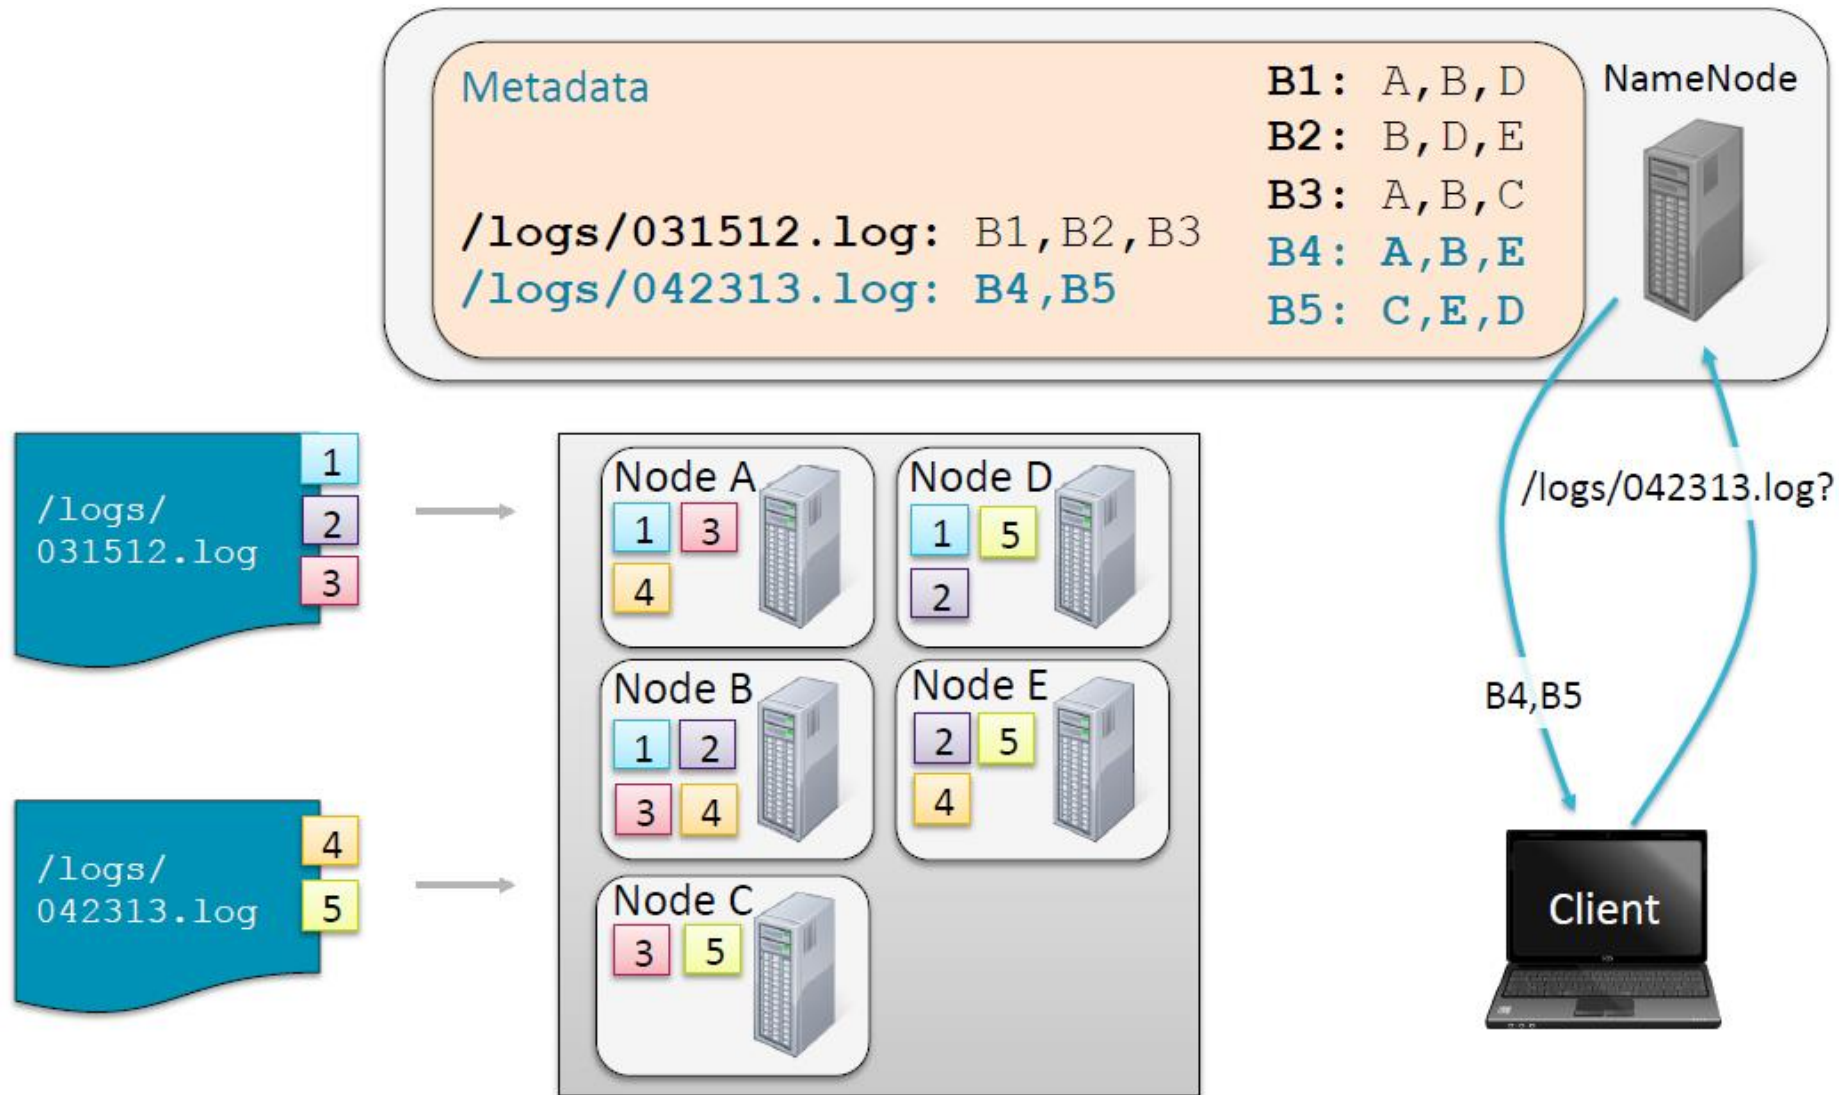 Metadata
/logs/031512.log: B1,B2,B3
/logs/042313.log: B4,B5
B1: A,B,D
B2: B,D,E
B3: A,B,C
B4: A,B,E
B5: C,E,D
NameNode
/logs/
031512.log
1
2
3
/logs/
042313.log
4
5
Node A
1 3
4
Node D
1 5
2
Node B
1 2
3 4
Node E
2 5
4
Node C
3 5
/logs/042313.log?
B4,B5
Client